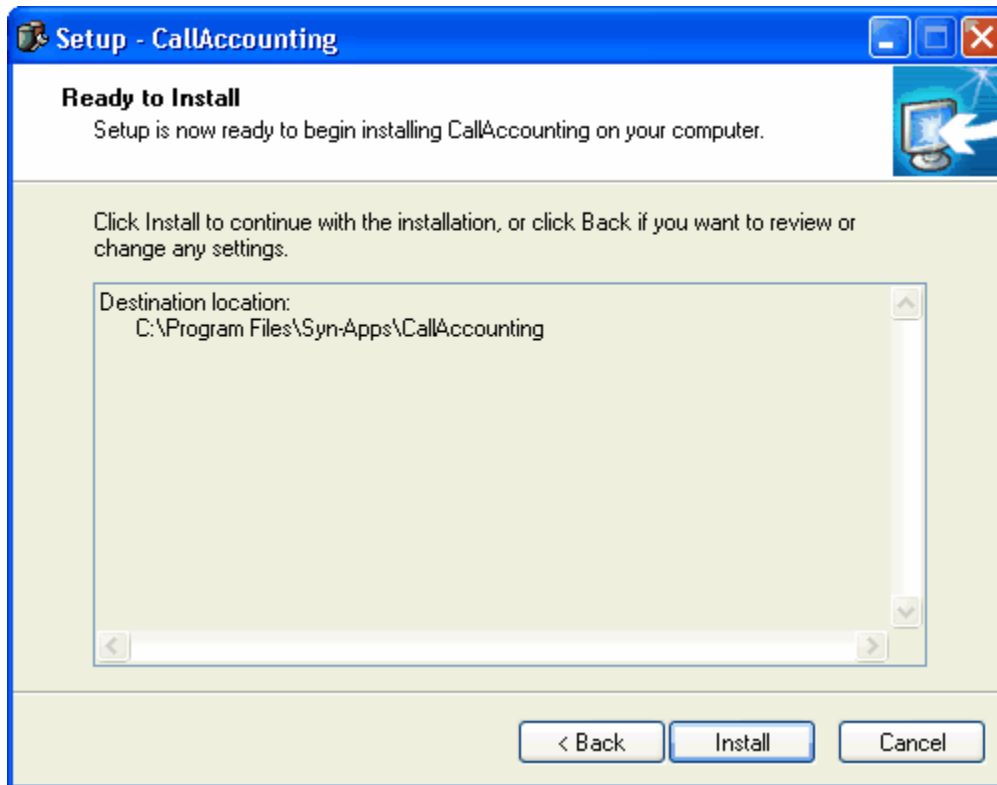 Setup - CallAccounting
Ready to Install
Setup is now ready to begin installing CallAccounting on your computer.
Click Install to continue with the installation, or click Back if you want to review or
change any settings.
Destination location:
C:\Program Files\Syn-Apps\CallAccounting
< Back
Install
Cancel